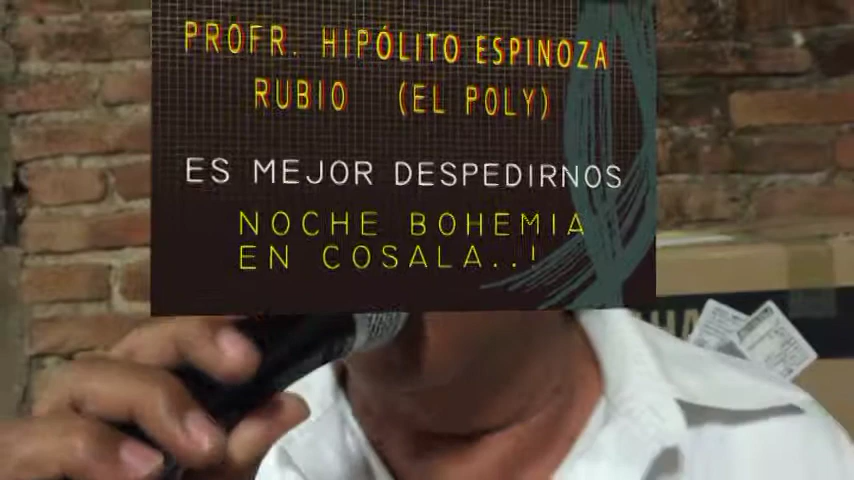 PROFR. HIPÓLITO ESPINOZA
RUBIO (EL POLY)
ES MEJOR DESPEDIRNOS
NOCHE BOHEMIA
EN COSALA..!